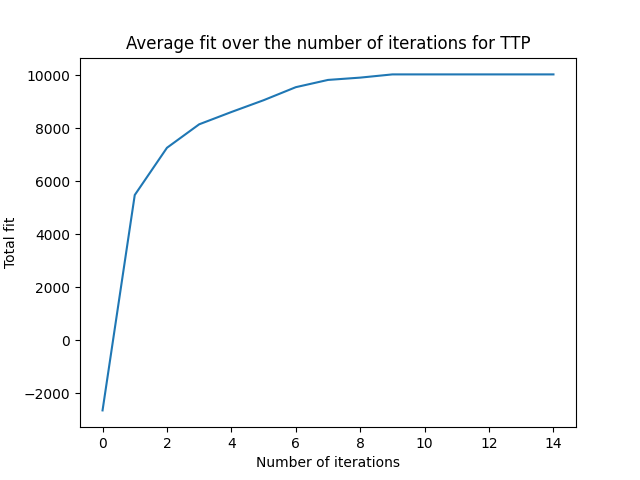 Average fit over the number of iterations for TTP
Total fit
10000
8000
6000
4000
2000
0
−2000
0 2 4 6 8 10 12 14
Number of iterations